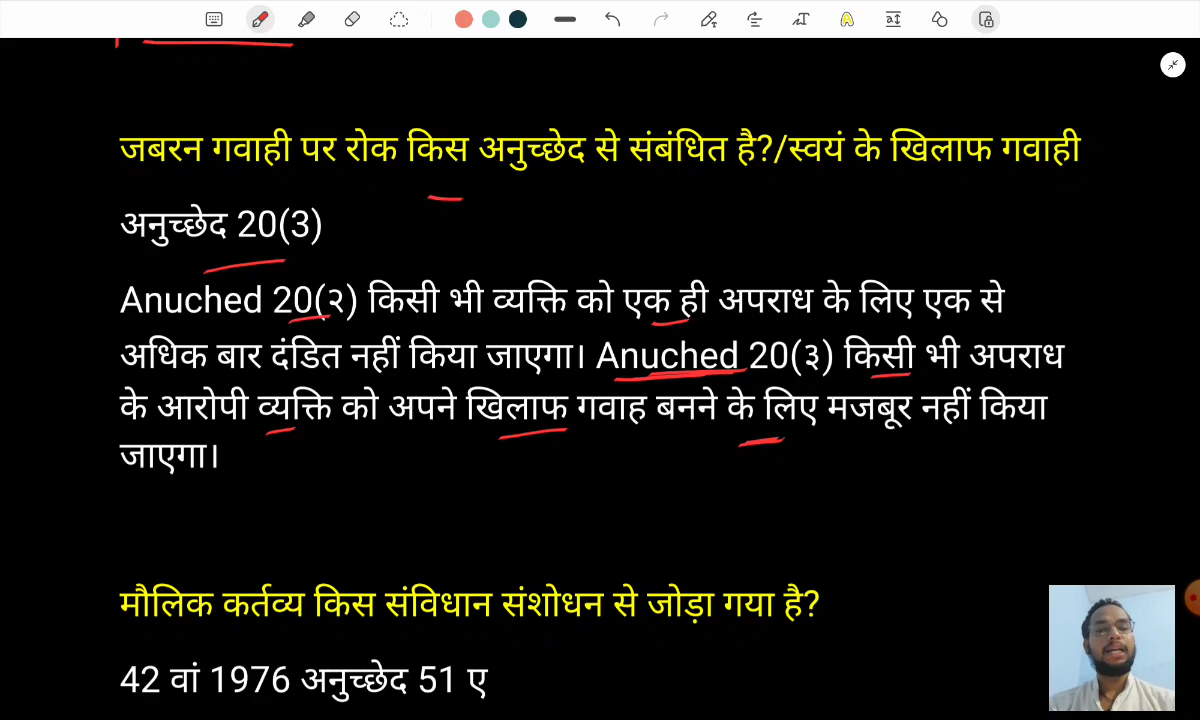 जबरन गवाही पर रोक किस अनुच्छेद से संबंधित है?/स्वयं के खिलाफ गवाही
अनुच्छेद 20(3)
Anuched 20(२) किसी भी व्यक्ति को एक ही अपराध के लिए एक से
अधिक बार दंडित नहीं किया जाएगा। Anuched 20(३) किसी भी अपराध
के आरोपी व्यक्ति को अपने खिलाफ गवाह बनने के लिए मजबूर नहीं किया
जाएगा।
मौलिक कर्तव्य किस संविधान संशोधन से जोड़ा गया है?
42 वां 1976 अनुच्छेद 51 ए